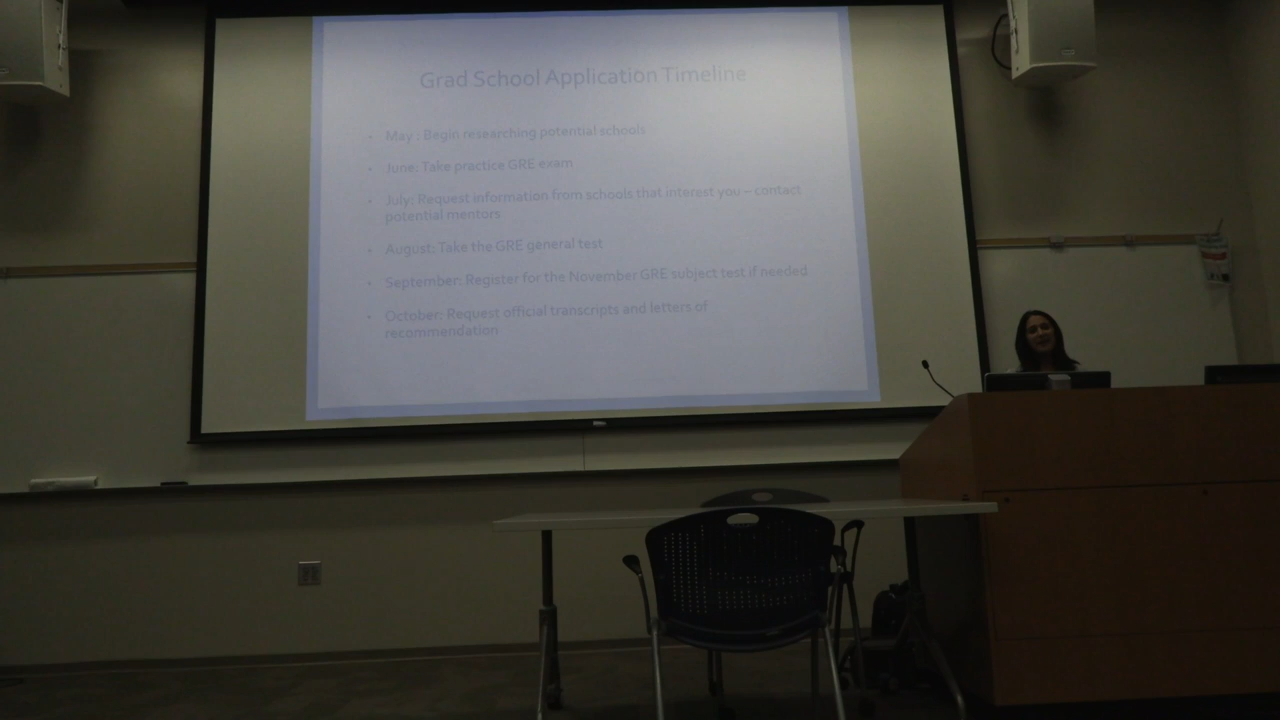 Grad School Application Timeline
• May : Begin researching potential schools
• June: Take practice GRE exam
• July: Request information from schools that interest you – contact
potential mentors
• August: Take the GRE general test
• September: Register for the November GRE subject test if needed
• October: Request official transcripts and letters of
recommendation